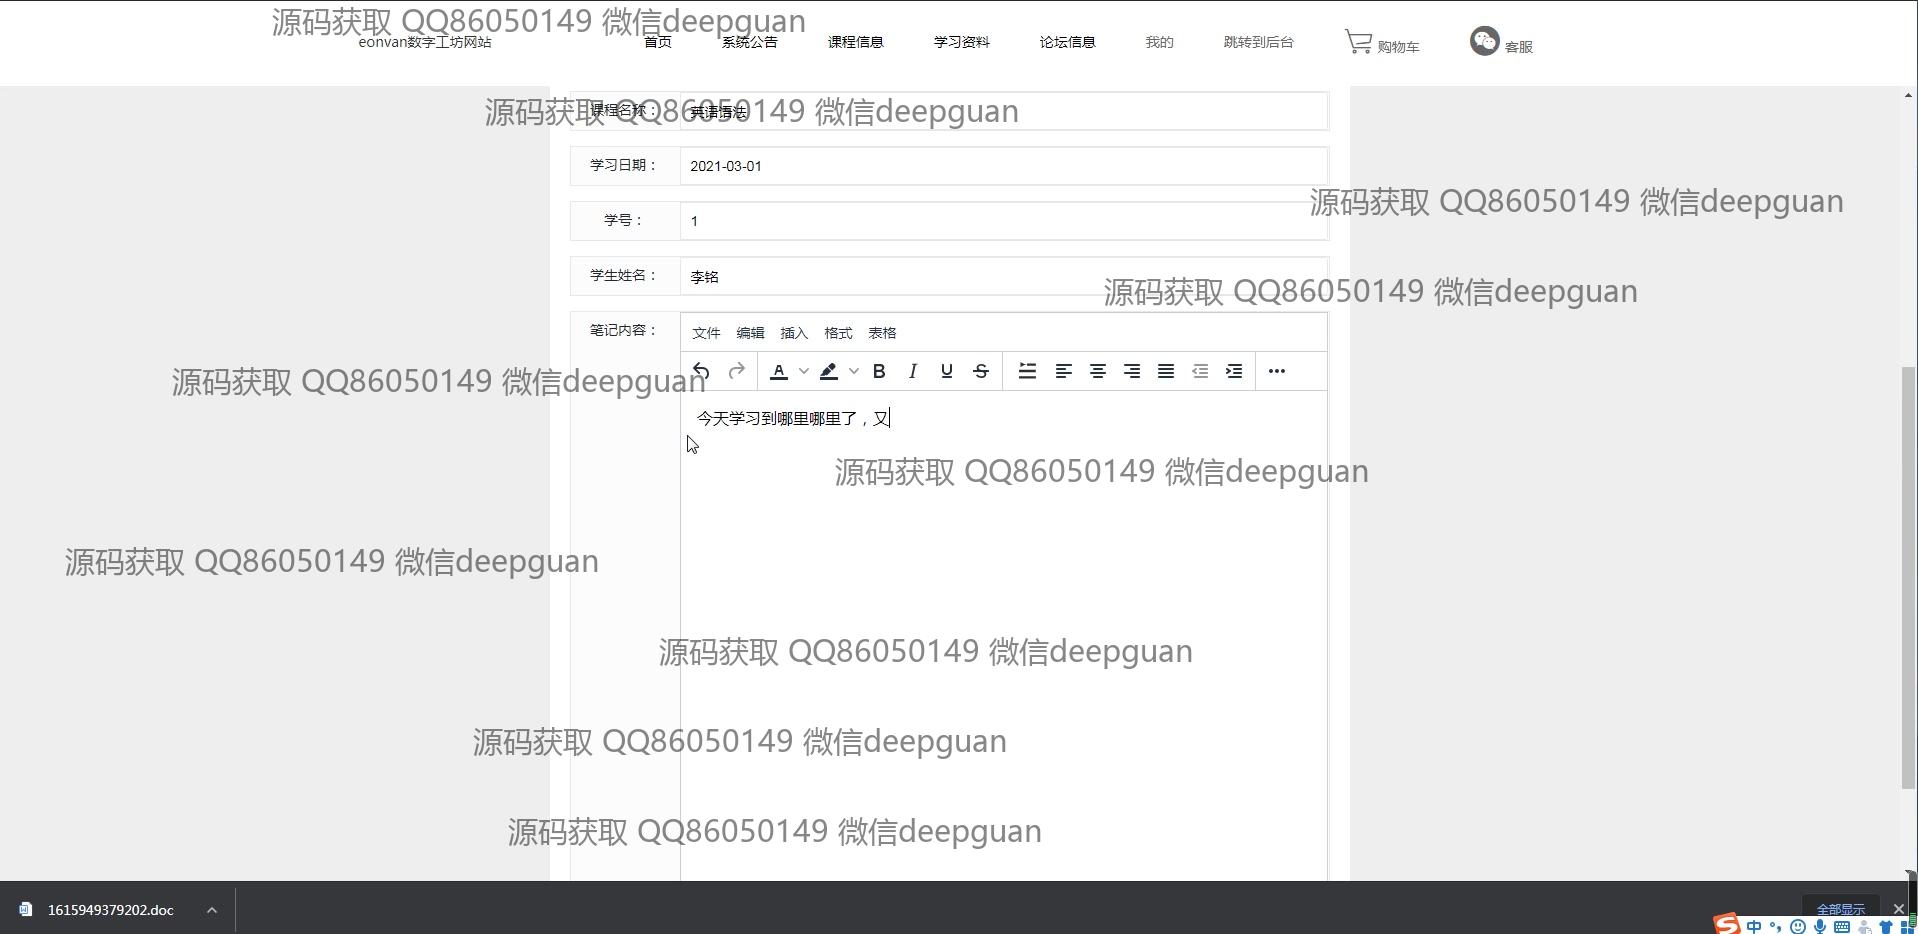 源码获取 QQ86050149 微信deepguan
eonvan数字工坊网站
首页
系统公告
课程信息
学习资料
论坛信息
我的
跳转到后台
购物车
客服
课程名称：
英语语法
源码获取 QQ86050149 微信deepguan
学习日期：
2021-03-01
源码获取 QQ86050149 微信deepguan
学号：
1
学生姓名：
李铭
源码获取 QQ86050149 微信deepguan
笔记内容：
文件 编辑 插入 格式 表格
源码获取 QQ86050149 微信deepguan
今天学习到哪里哪里了，又
源码获取 QQ86050149 微信deepguan
源码获取 QQ86050149 微信deepguan
源码获取 QQ86050149 微信deepguan
源码获取 QQ86050149 微信deepguan
源码获取 QQ86050149 微信deepguan
1615949379202.doc
全部显示
中